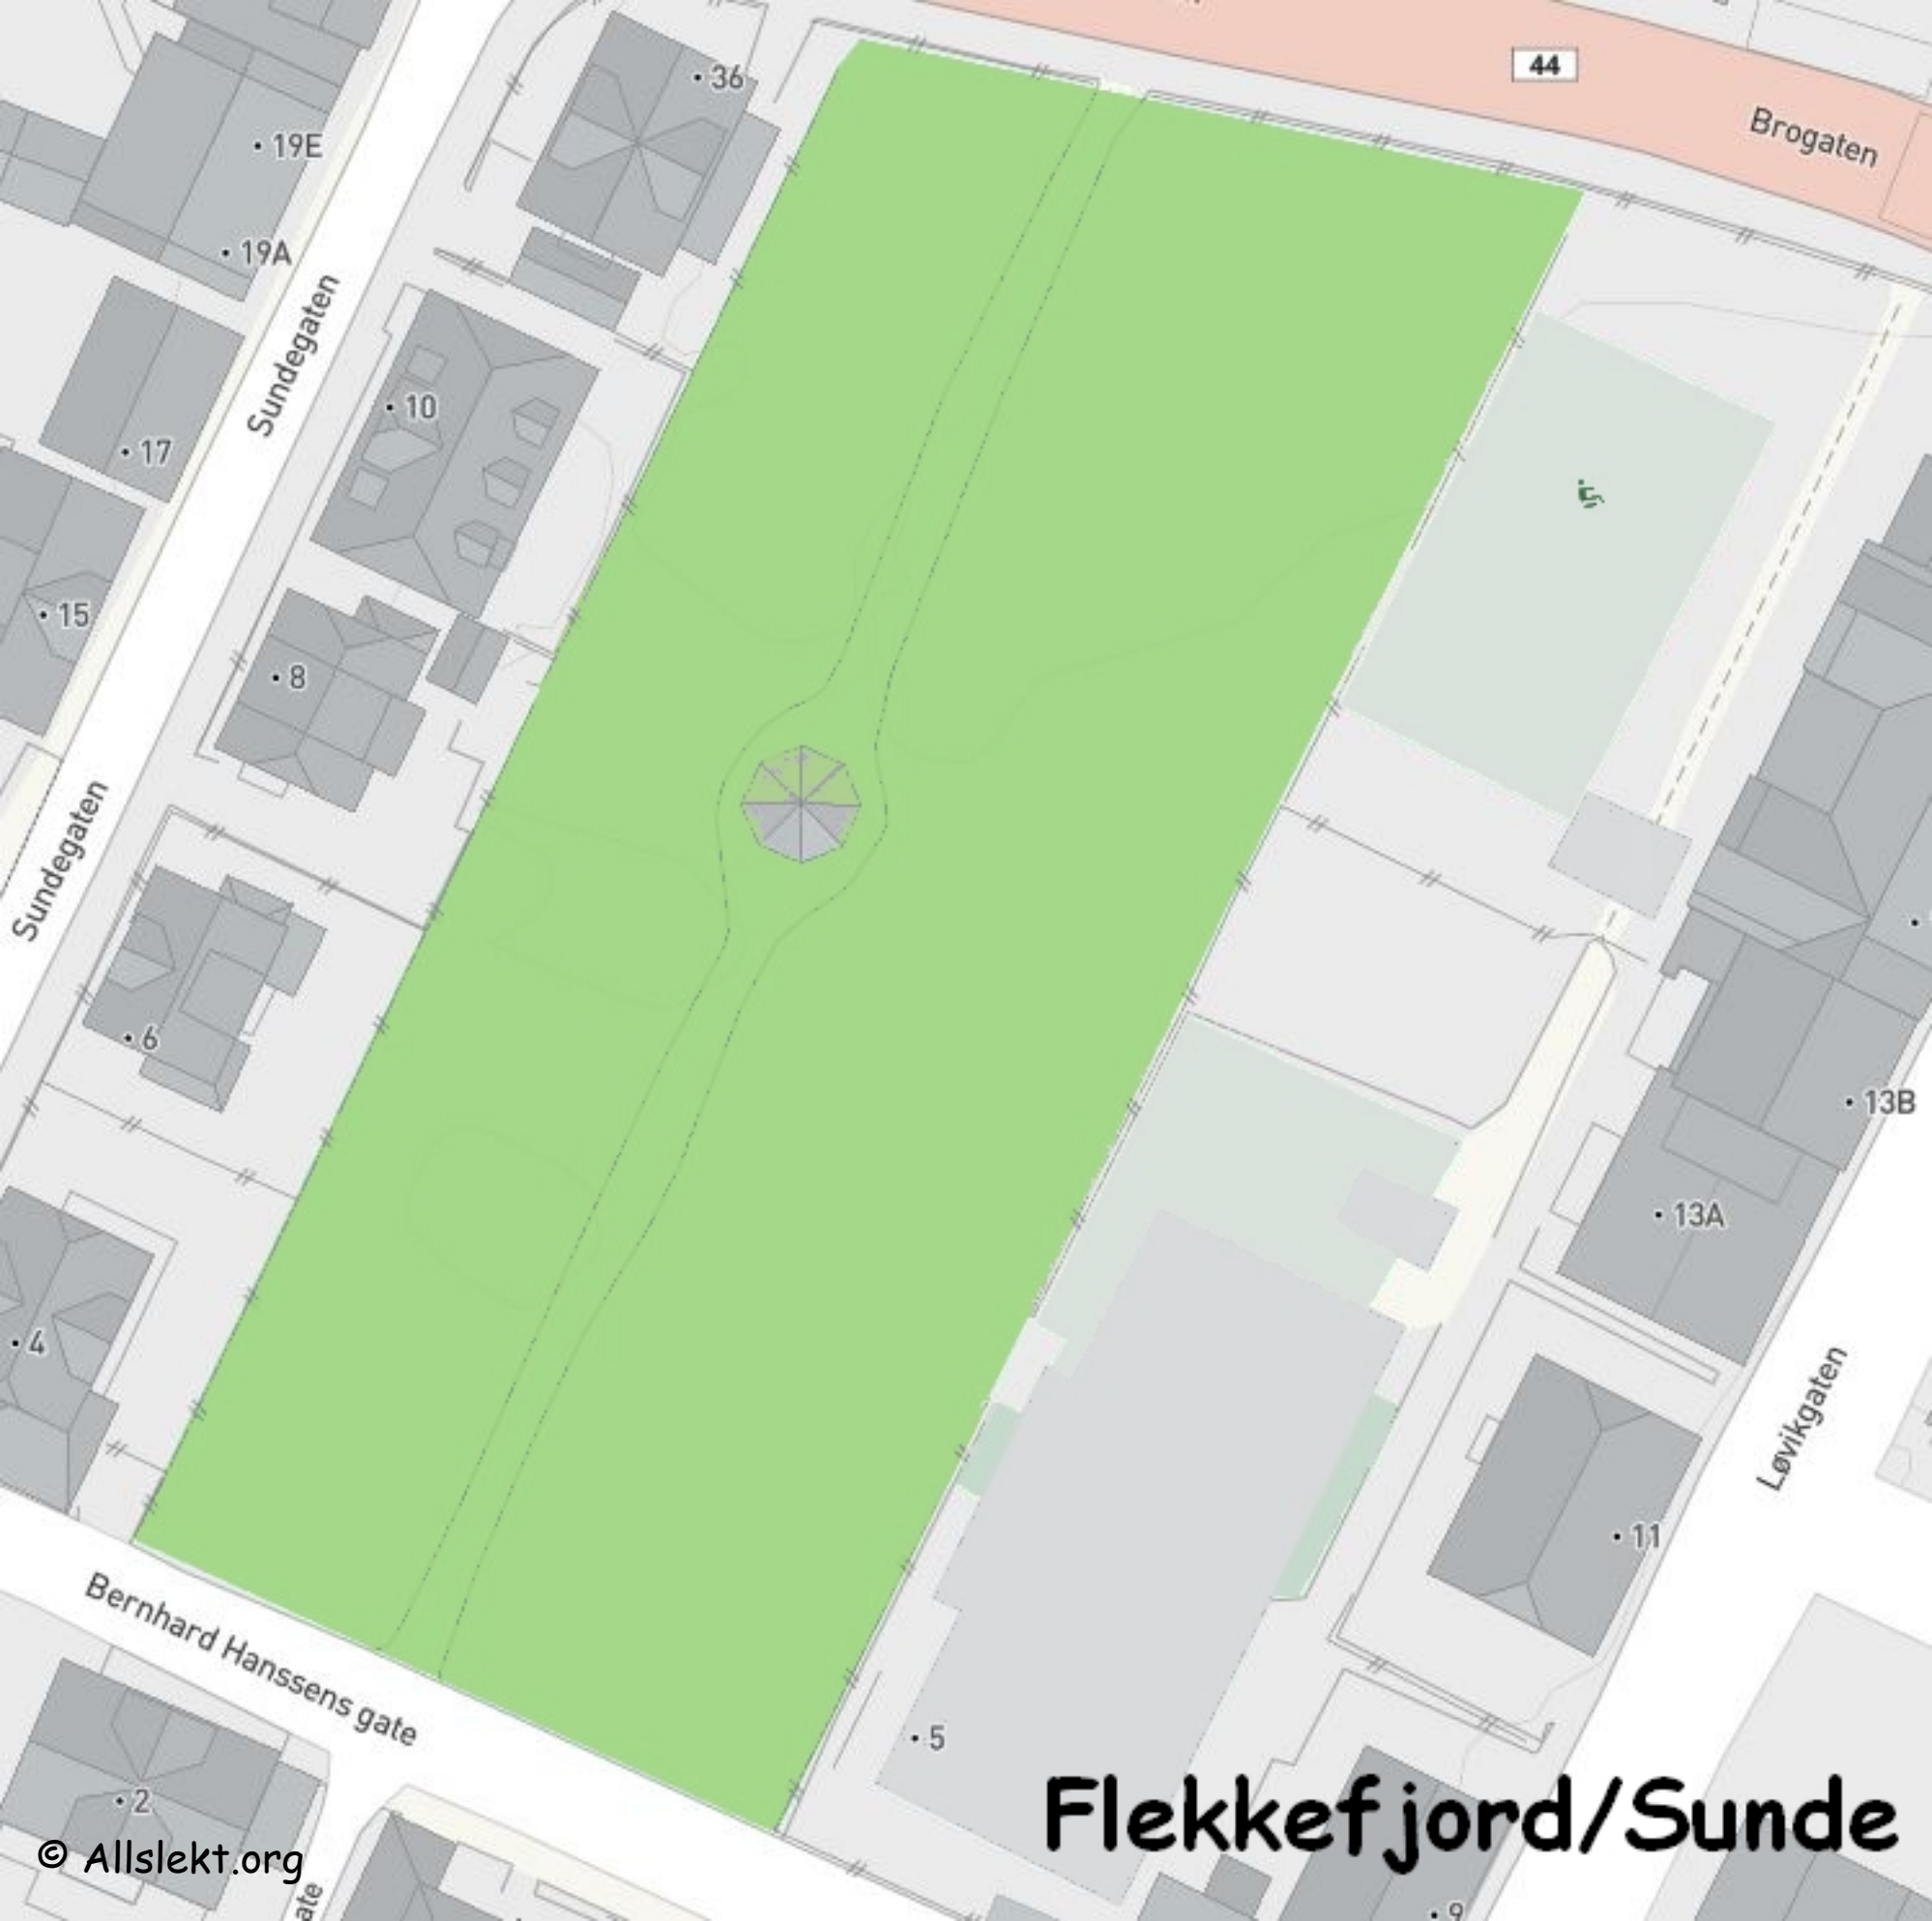 44
Brogaten
36
19E
19A
Sundegaten
10
17
15
8
Sundegaten
6
13B
13A
4
Løvikgaten
11
Bernhard Hanssens gate
5
2
Flekkefjord/Sunde
© Allslekt.org
ate
9